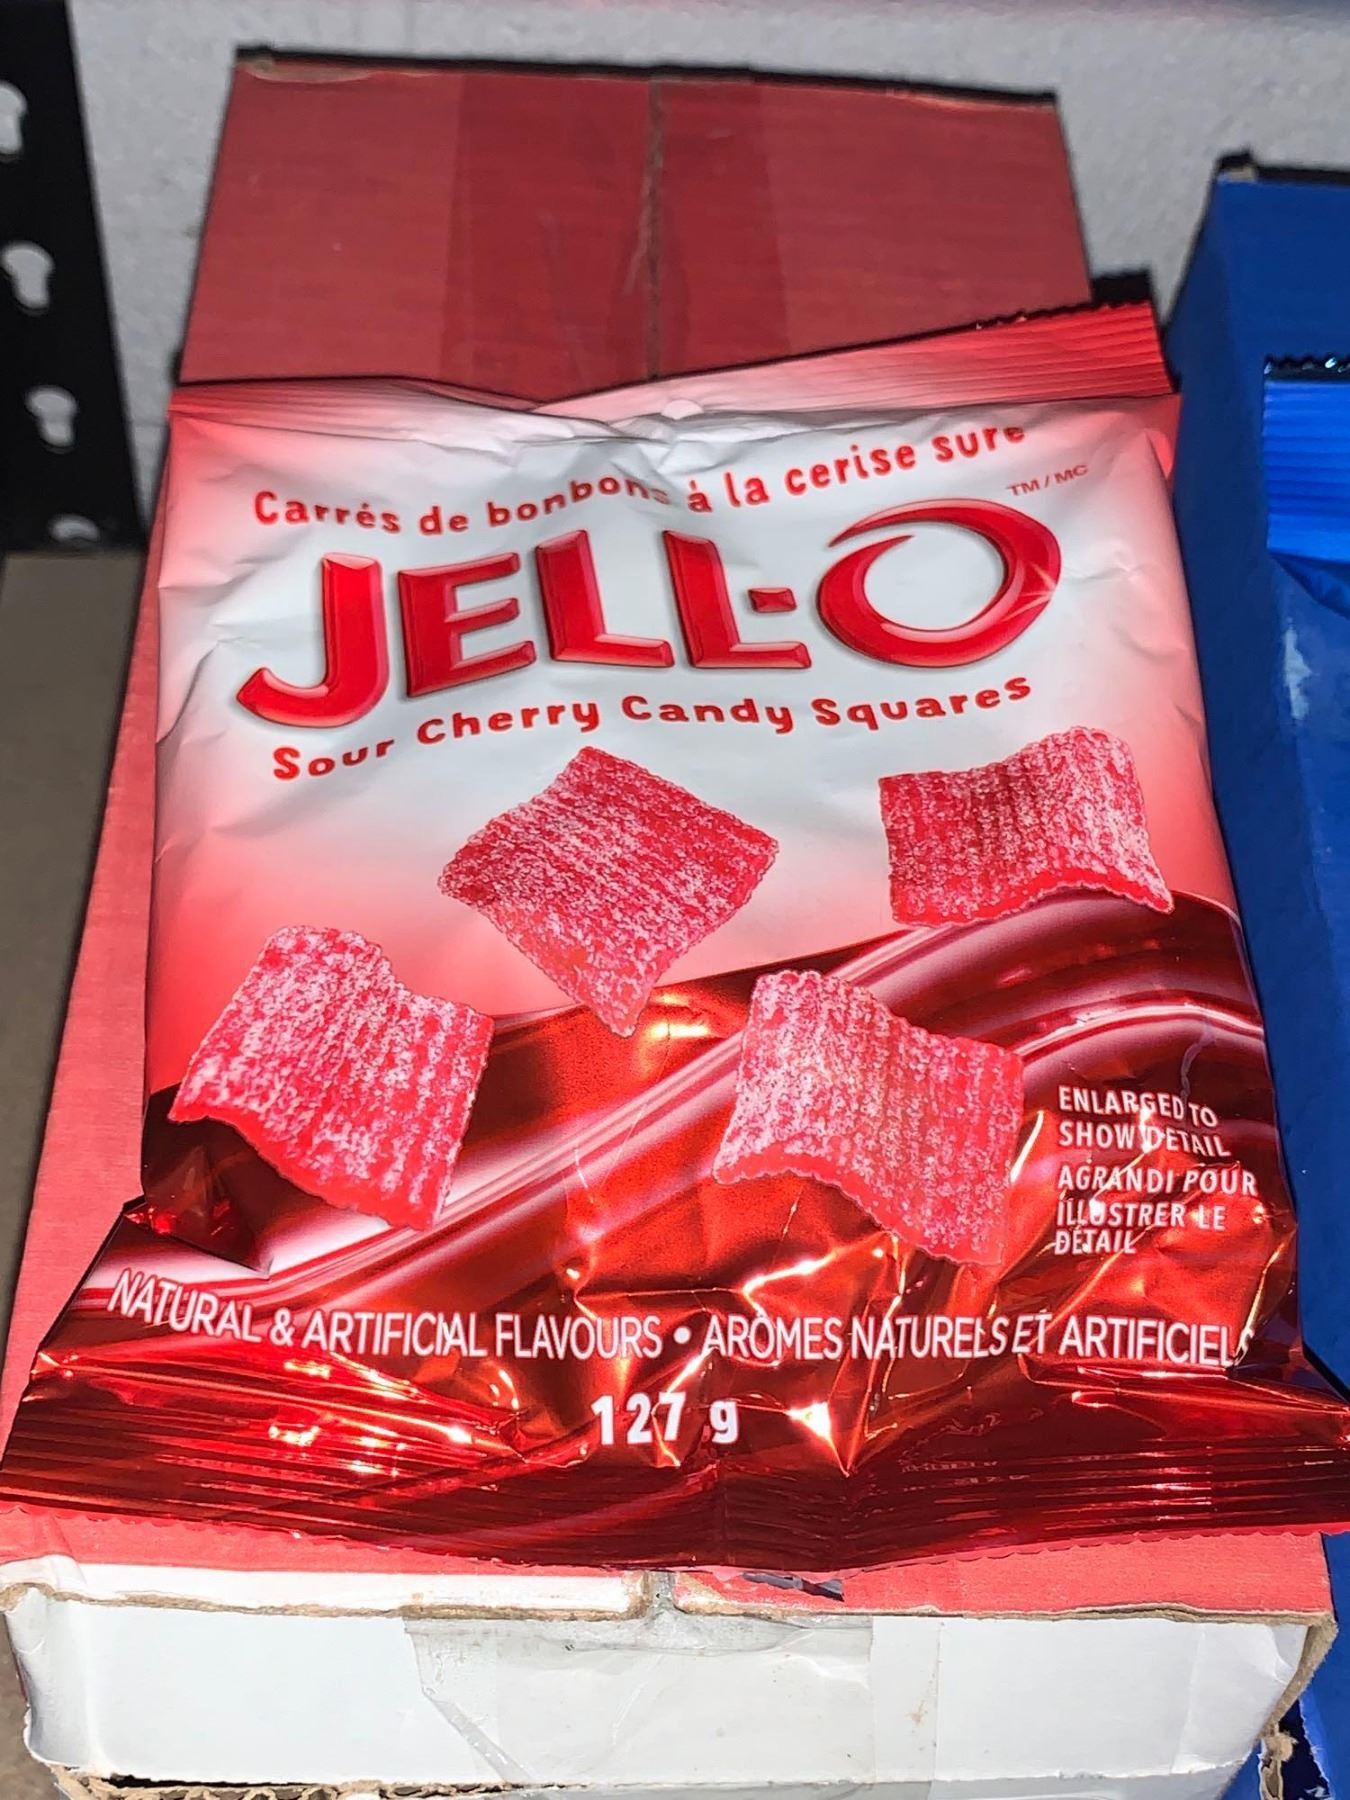 Carrés de bonbons à la cerise sure
TM/MC
JELL-O
Sour Cherry Candy Squares
ENLARGED TO
SHOW DETAIL
AGRANDI POUR
ILLUSTRER LE
DÉTAIL
NATURAL & ARTIFICIAL FLAVOURS • ARÔMES NATURELS ET ARTIFICIELS
127 g